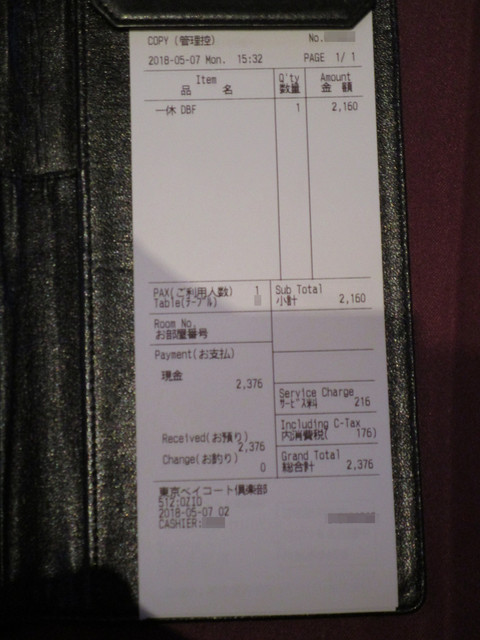 COPY (管理控)
No.
2018-05-07 Mon. 15:32 PAGE 1/ 1
Item Q'ty Amount
品 名 数量 金 額
一休 DBF 1 2,160
PAX(ご利用人数) 1
Table(ﾃｰﾌﾞﾙ)
Sub Total
小計 2,160
Room No.
お部屋番号
Payment(お支払)
現金
2,376
Service Charge
ｻｰﾋﾞｽ料 216
Including C-Tax
内消費税( 176)
Received(お預り)
2,376
Change(お釣り) 0
Grand Total
総合計 2,376
東京ベイコート倶楽部
2018-05-07 02
CASHIER: